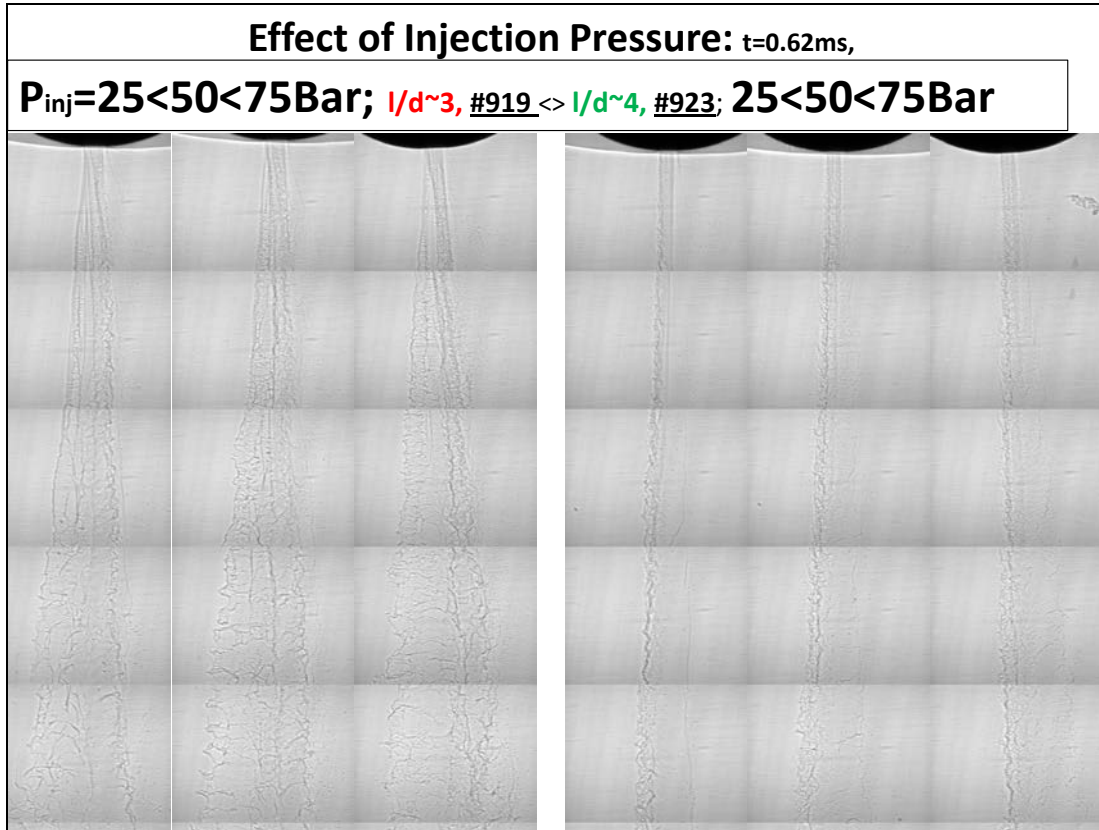 Effect of Injection Pressure: t=0.62ms,
Pinj=25<50<75Bar; l/d~3, #919 <> l/d~4, #923; 25<50<75Bar